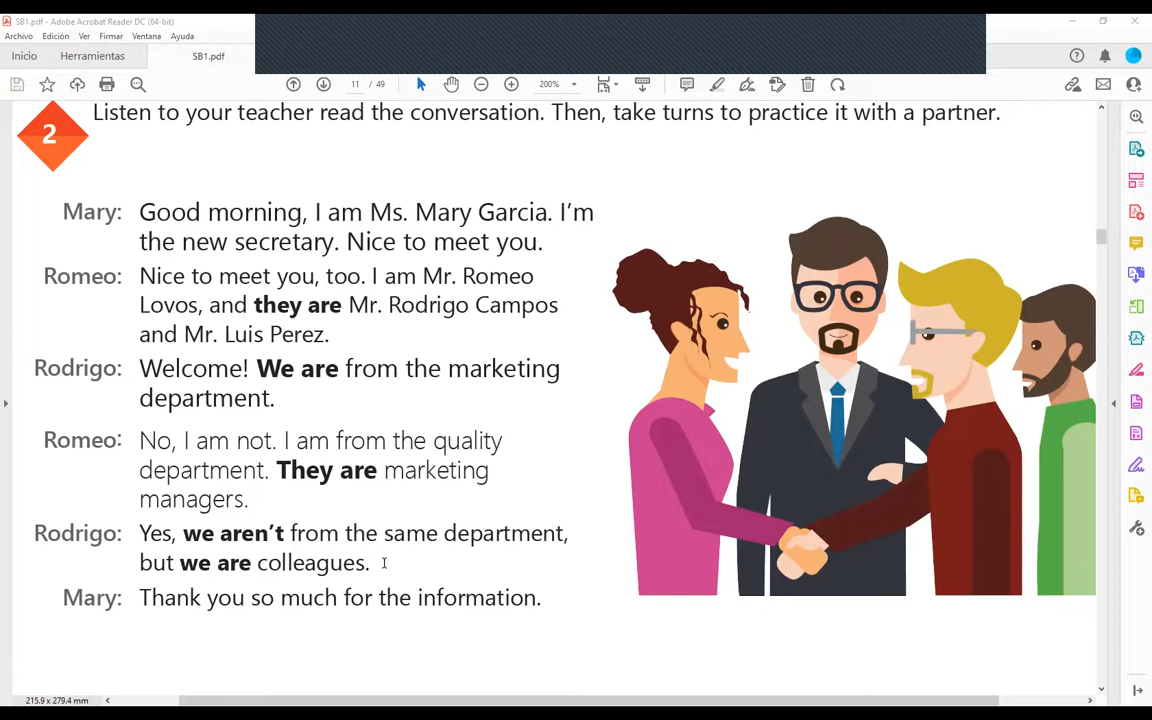 SB1.pdf - Adobe Acrobat Reader DC (64-bit)
Archivo Edición Ver Firmar Ventana Ayuda
Inicio Herramientas SB1.pdf
11 / 49 200%
Listen to your teacher read the conversation. Then, take turns to practice it with a partner.
2
Mary: Good morning, I am Ms. Mary Garcia. I'm
the new secretary. Nice to meet you.
Romeo: Nice to meet you, too. I am Mr. Romeo
Lovos, and they are Mr. Rodrigo Campos
and Mr. Luis Perez.
Rodrigo: Welcome! We are from the marketing
department.
Romeo: No, I am not. I am from the quality
department. They are marketing
managers.
Rodrigo: Yes, we aren't from the same department,
but we are colleagues.
Mary: Thank you so much for the information.
215.9 x 279.4 mm